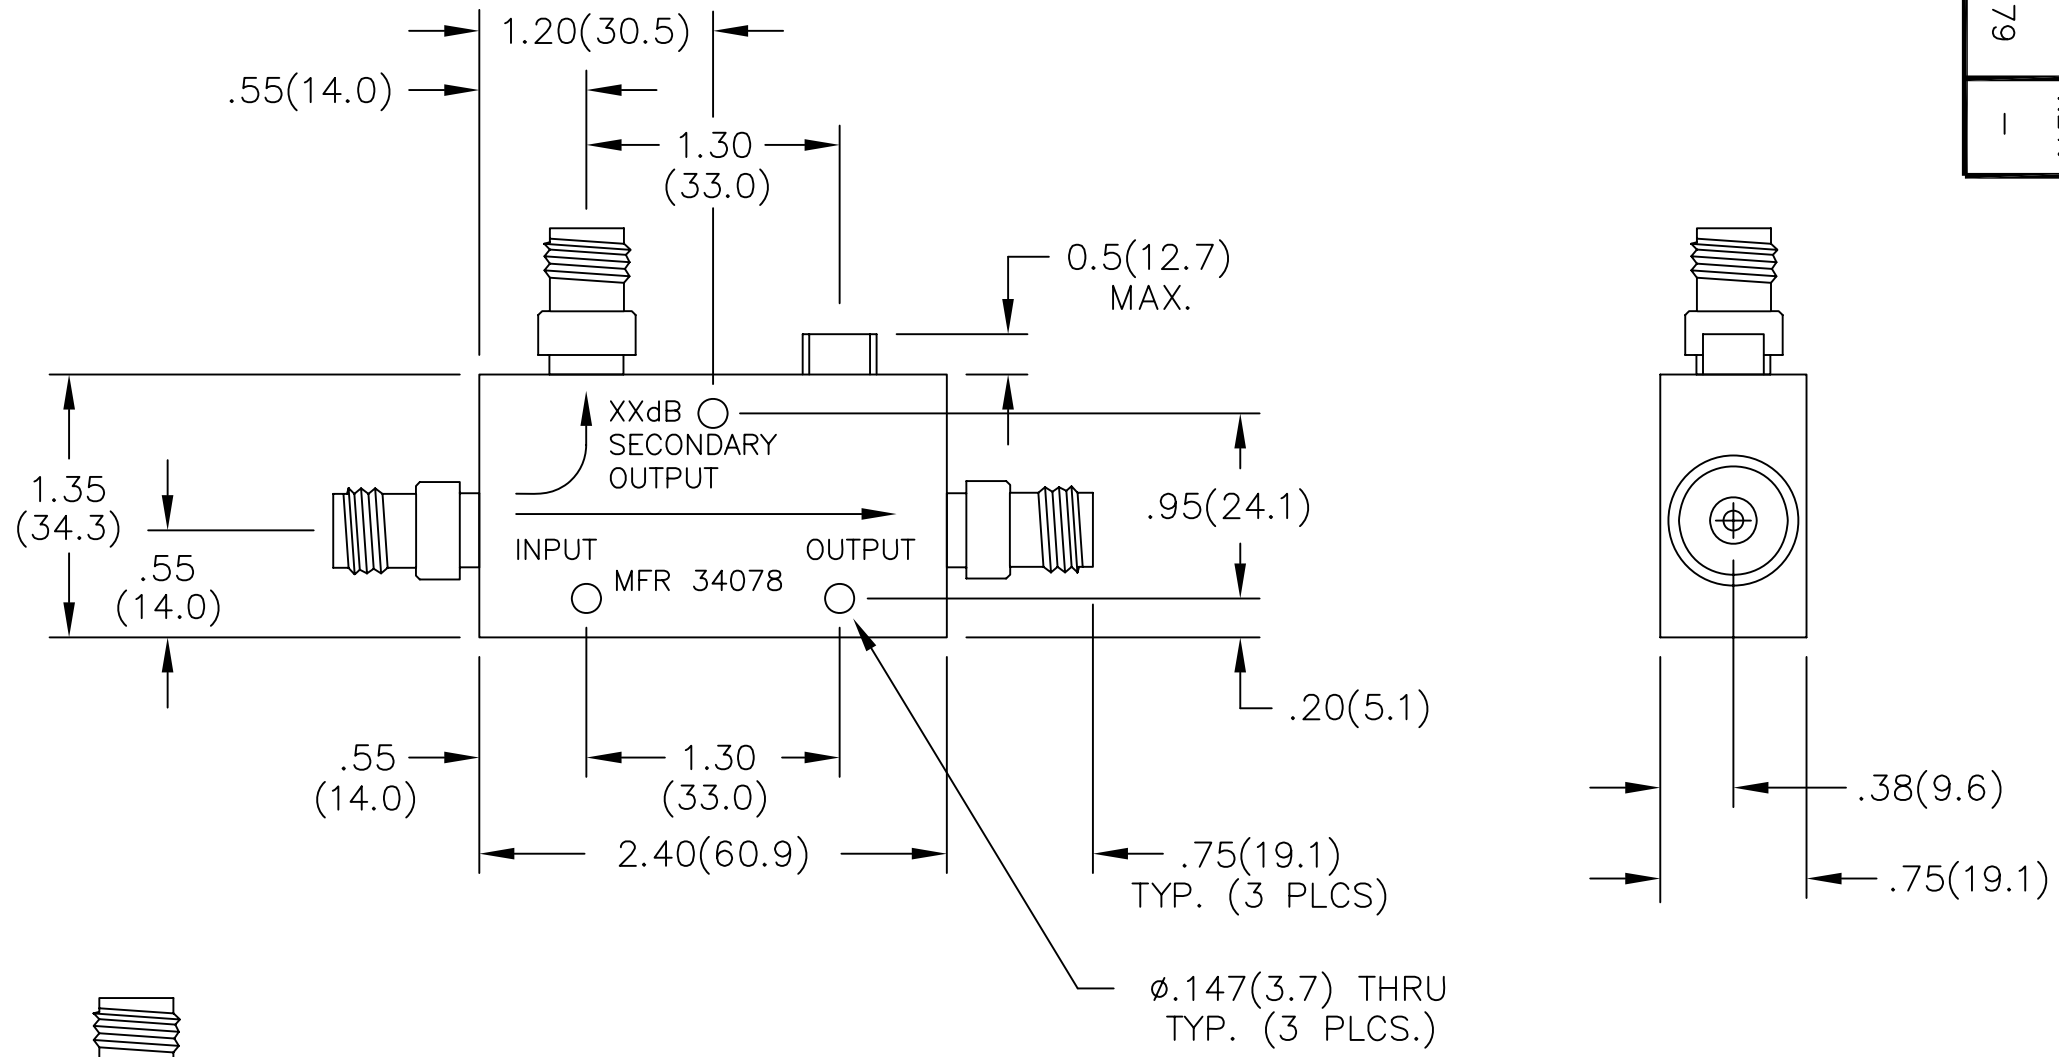 1.20(30.5)
79
.55(14.0)
–
1.30
(33.0)
0.5(12.7)
MAX.
XXdB
SECONDARY
OUTPUT
1.35
(34.3)
.95(24.1)
INPUT
OUTPUT
.55
(14.0)
MFR 34078
.20(5.1)
.55
(14.0)
1.30
(33.0)
.38(9.6)
2.40(60.9)
.75(19.1)
TYP. (3 PLCS)
.75(19.1)
ø.147(3.7) THRU
TYP. (3 PLCS.)